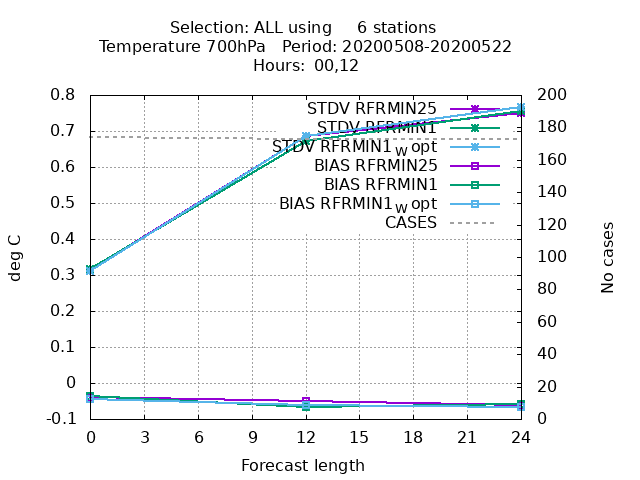 Selection: ALL using 6 stations
Temperature 700hPa Period: 20200508-20200522
Hours: 00,12
0.8
0.7
0.6
0.5
0.4
0.3
0.2
0.1
0
-0.1
deg C
STDV RFRMIN25
STDV RFRMIN1
STDV RFRMIN1w opt
BIAS RFRMIN25
BIAS RFRMIN1
BIAS RFRMIN1w opt
CASES
200
180
160
140
120
100
80
60
40
20
0
No cases
0 3 6 9 12 15 18 21 24
Forecast length